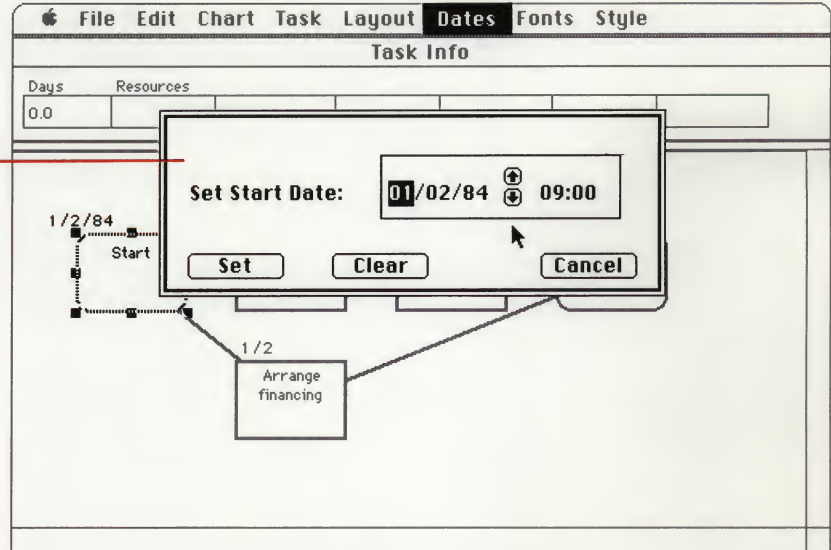 File Edit Chart Task Layout Dates Fonts Style
Task Info
Days Resources
0.0
Set Start Date: 01/02/84 09:00
Set Clear Cancel
1/2/84
Start
1/2
Arrange
financing